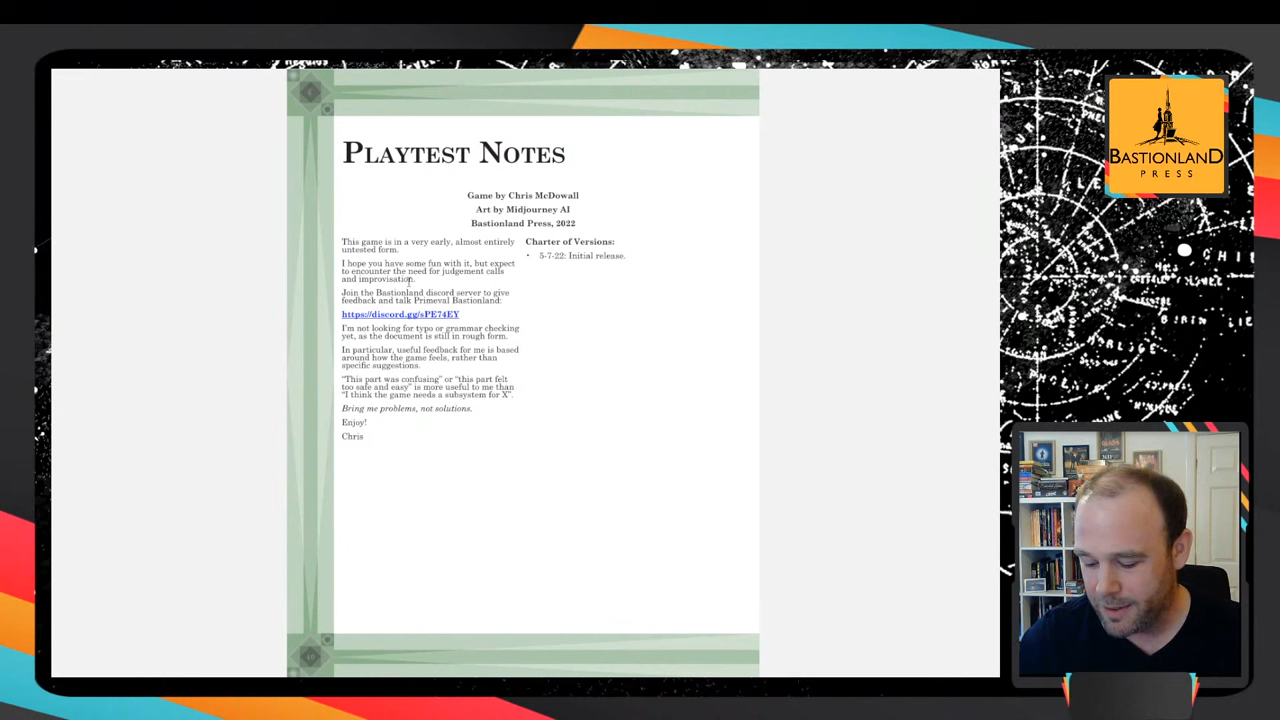 PLAYTEST NOTES
Game by Chris McDowall
Art by Midjourney AI
Bastionland Press, 2022
This game is in a very early, almost entirely
untested form.
I hope you have some fun with it, but expect
to encounter the need for judgement calls
and improvisation.
Join the Bastionland discord server to give
feedback and talk Primeval Bastionland:
https://discord.gg/sPE74EY
I'm not looking for typo or grammar checking
yet, as the document is still in rough form.
In particular, useful feedback for me is based
around how the game feels, rather than
specific suggestions.
“This part was confusing” or “this part felt
too safe and easy” is more useful to me than
“I think the game needs a subsystem for X”.
Bring me problems, not solutions.
Enjoy!
Chris
Charter of Versions:
• 5-7-22: Initial release.
BASTIONLAND
PRESS